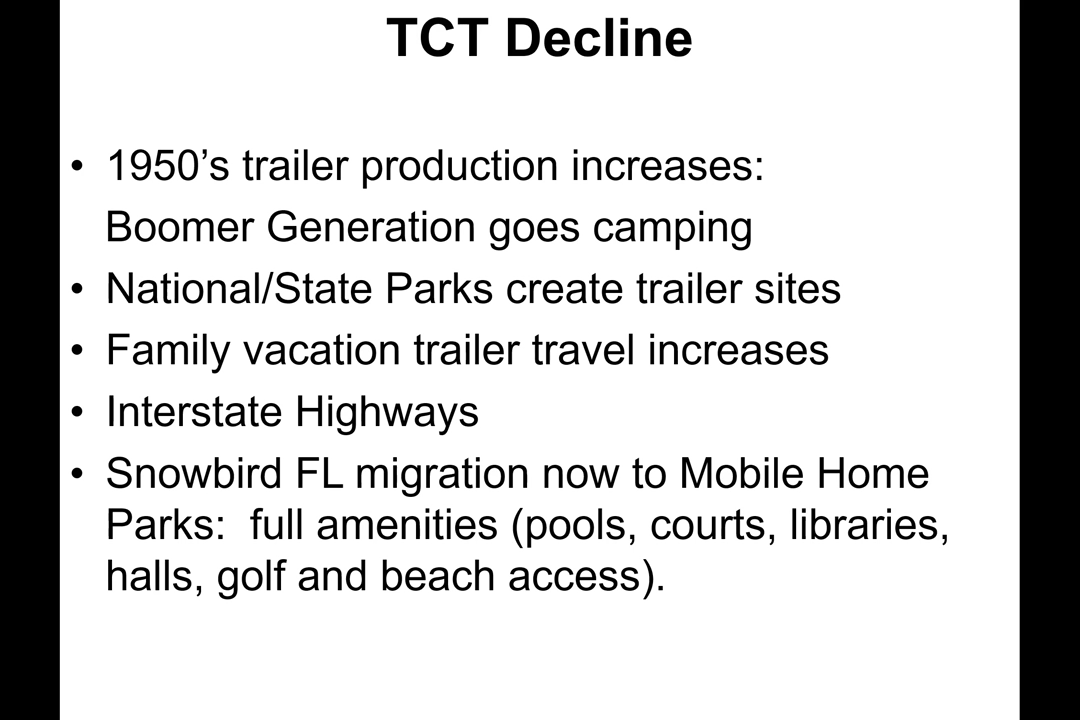 TCT Decline
• 1950’s trailer production increases:
Boomer Generation goes camping
• National/State Parks create trailer sites
• Family vacation trailer travel increases
• Interstate Highways
• Snowbird FL migration now to Mobile Home
Parks:  full amenities (pools, courts, libraries,
halls, golf and beach access).